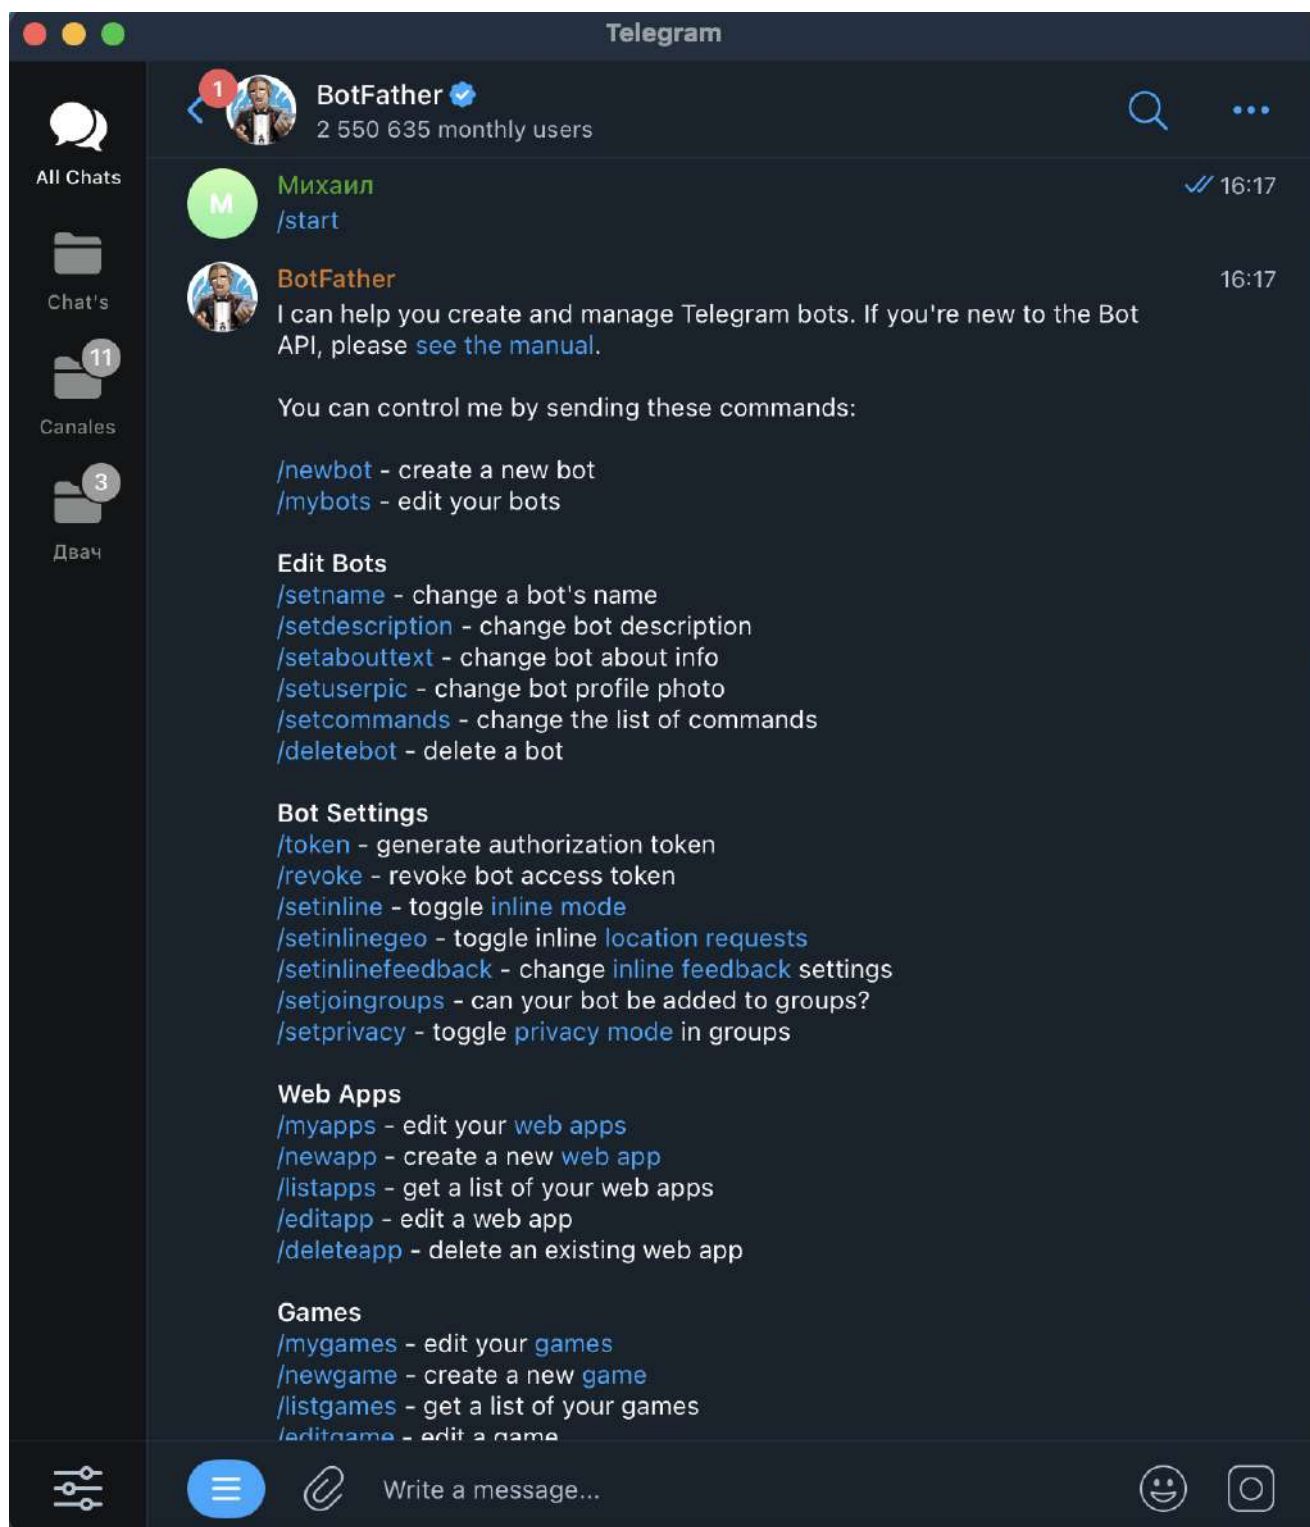 Telegram
1
BotFather
2 550 635 monthly users
All Chats
Chat's
11
Canales
3
Двач
M
Михаил
16:17
/start
BotFather
16:17
I can help you create and manage Telegram bots. If you're new to the Bot
API, please see the manual.
You can control me by sending these commands:
/newbot - create a new bot
/mybots - edit your bots
Edit Bots
/setname - change a bot's name
/setdescription - change bot description
/setabouttext - change bot about info
/setuserpic - change bot profile photo
/setcommands - change the list of commands
/deletebot - delete a bot
Bot Settings
/token - generate authorization token
/revoke - revoke bot access token
/setinline - toggle inline mode
/setinlinegeo - toggle inline location requests
/setinlinefeedback - change inline feedback settings
/setjoingroups - can your bot be added to groups?
/setprivacy - toggle privacy mode in groups
Web Apps
/myapps - edit your web apps
/newapp - create a new web app
/listapps - get a list of your web apps
/editapp - edit a web app
/deleteapp - delete an existing web app
Games
/mygames - edit your games
/newgame - create a new game
/listgames - get a list of your games
/editgame - edit a game
Write a message...